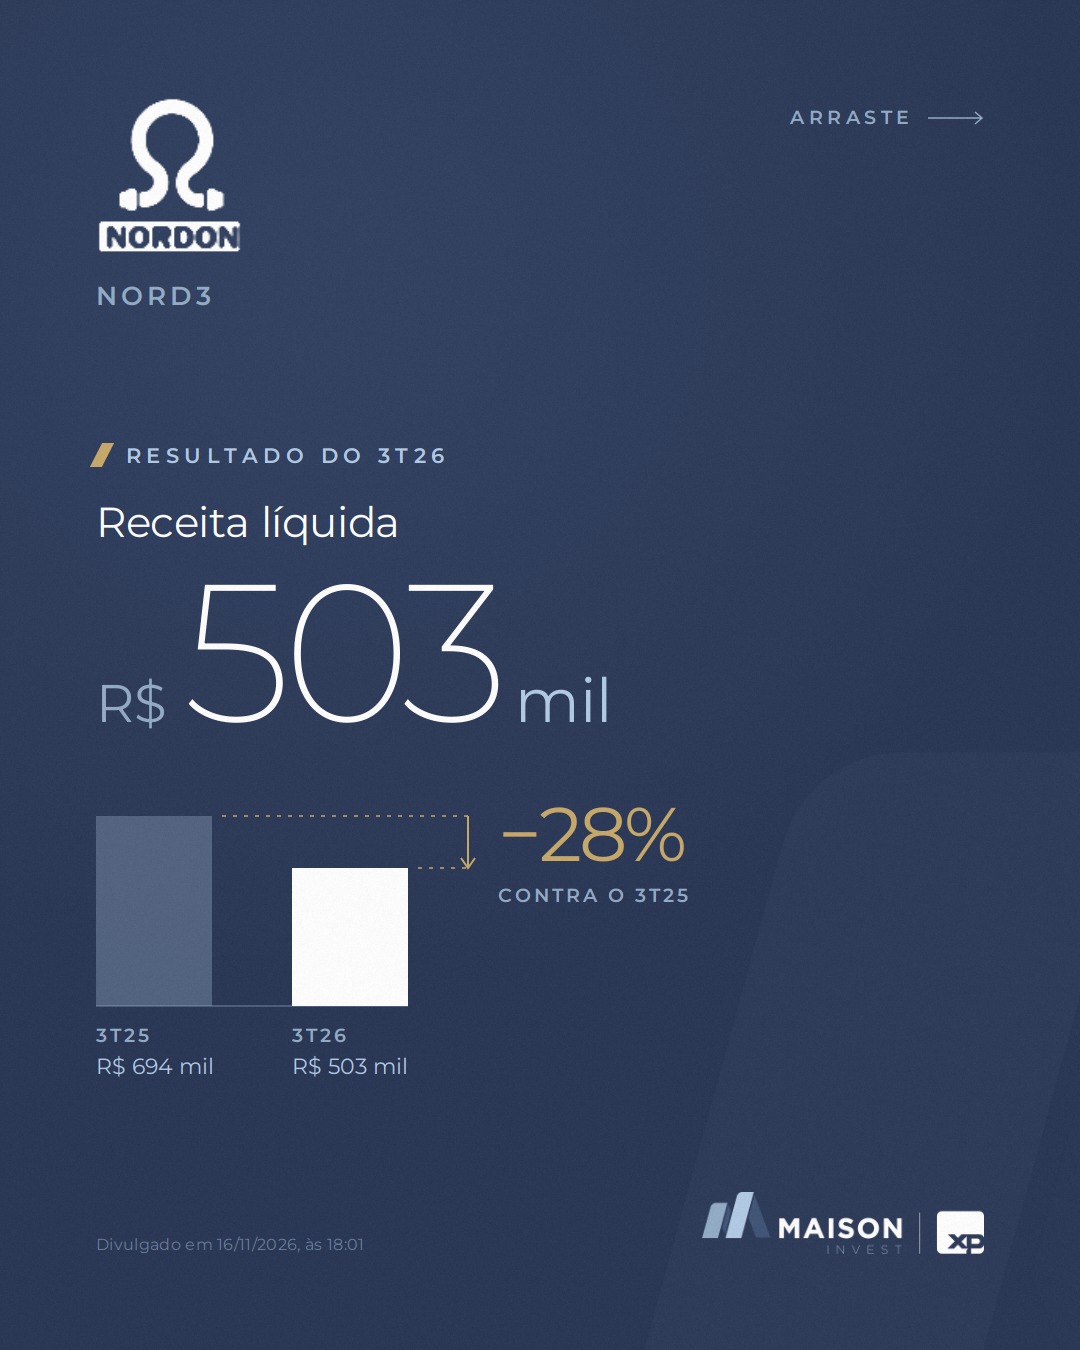 NORDON
NORD3
ARRASTE
RESULTADO DO 3T26
Receita líquida
R$ 503 mil
−28%
CONTRA O 3T25
3T25
R$ 694 mil
3T26
R$ 503 mil
Divulgado em 16/11/2026, às 18:01
MAISON
INVEST
xp